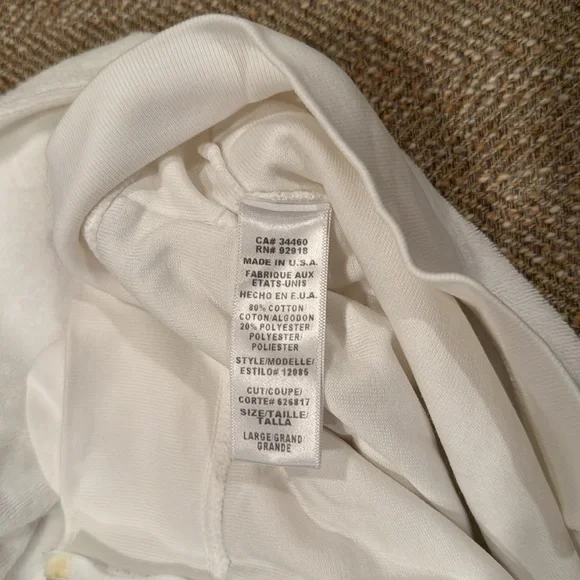 CA# 34460
RN# 92918
MADE IN U.S.A.
FABRIQUE AUX
ETATS-UNIS
HECHO EN E.U.A.
80% COTTON
COTON/ALGODON
20% POLYESTER/
POLYESTER/
POLIESTER
STYLE/MODELLE/
ESTILO# 12085
CUT/COUPE/
CORTE# 626817
SIZE/TAILLE/
TALLA
LARGE/GRAND/
GRANDE